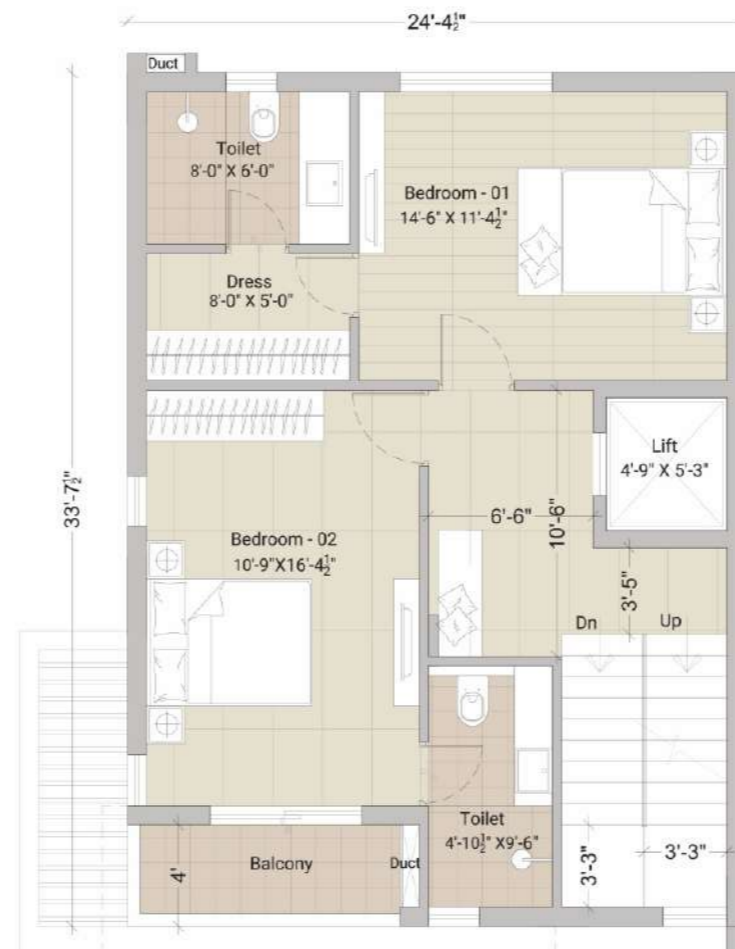 24'-4½"
Duct
Toilet
8'-0" X 6'-0"
Bedroom - 01
14'-6" X 11'-4½"
Dress
8'-0" X 5'-0"
Lift
4'-9" X 5'-3"
33'-7½"
6'-6"
10'-6"
Bedroom - 02
10'-9"X16'-4½"
3'-5"
Dn
Up
Toilet
4'-10½" X9'-6"
Balcony
Duct
4'
3'-3"
3'-3"